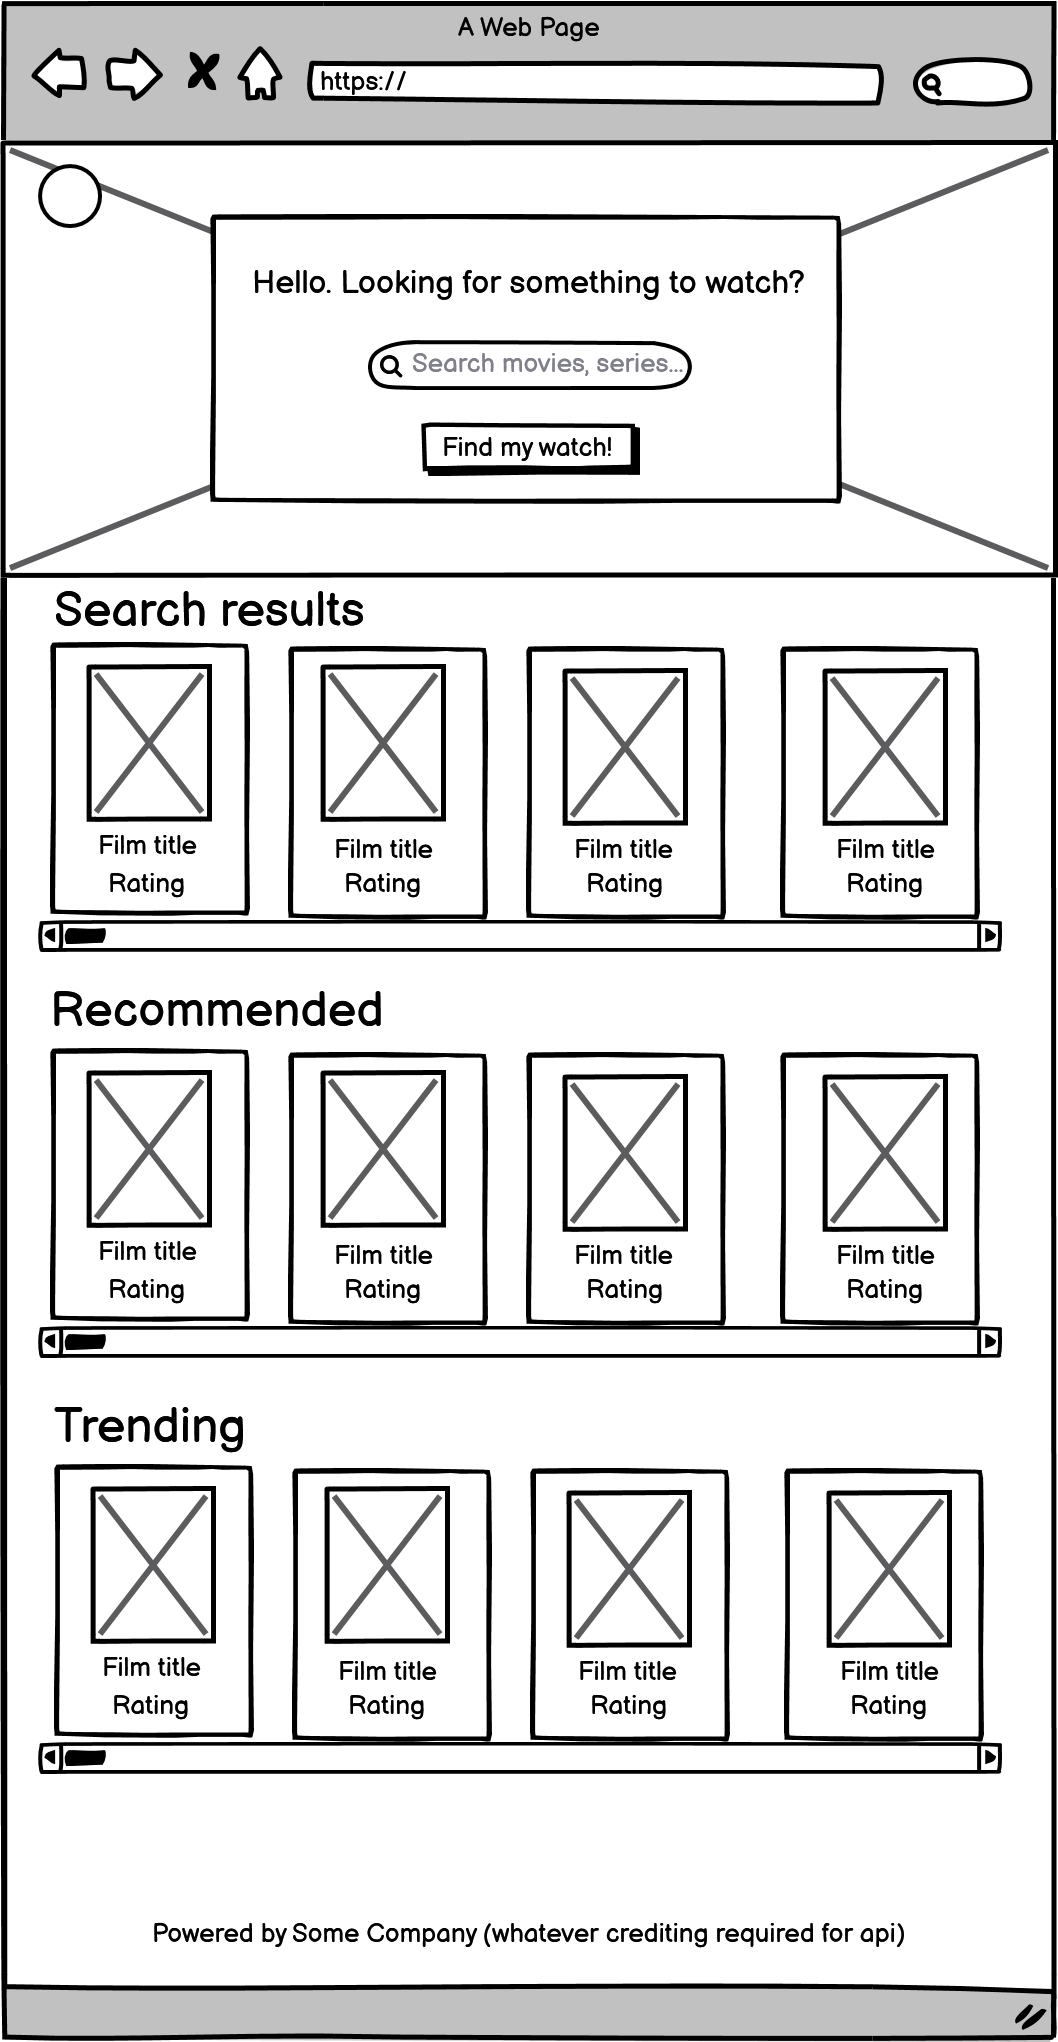 A Web Page
https://
Hello. Looking for something to watch?
Search movies, series...
Find my watch!
Search results
Film title Film title Film title Film title
Rating Rating Rating Rating
Recommended
Film title Film title Film title Film title
Rating Rating Rating Rating
Trending
Film title Film title Film title Film title
Rating Rating Rating Rating
Powered by Some Company (whatever crediting required for api)